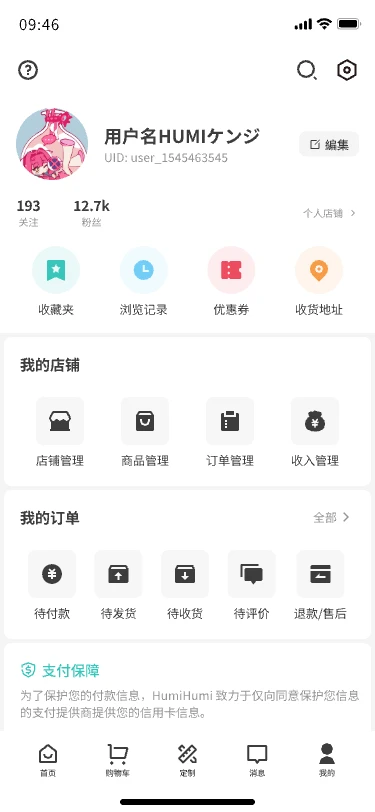 09:46
用户名HUMIケンジ
UID: user_1545463545
编集
193
关注
12.7k
粉丝
个人店铺
收藏夹
浏览记录
优惠券
收货地址
我的店铺
店铺管理
商品管理
订单管理
收入管理
我的订单
全部
待付款
待发货
待收货
待评价
退款/售后
支付保障
为了保护您的付款信息，HumiHumi 致力于仅向同意保护您信息
的支付提供商提供您的信用卡信息。
首页
购物车
定制
消息
我的